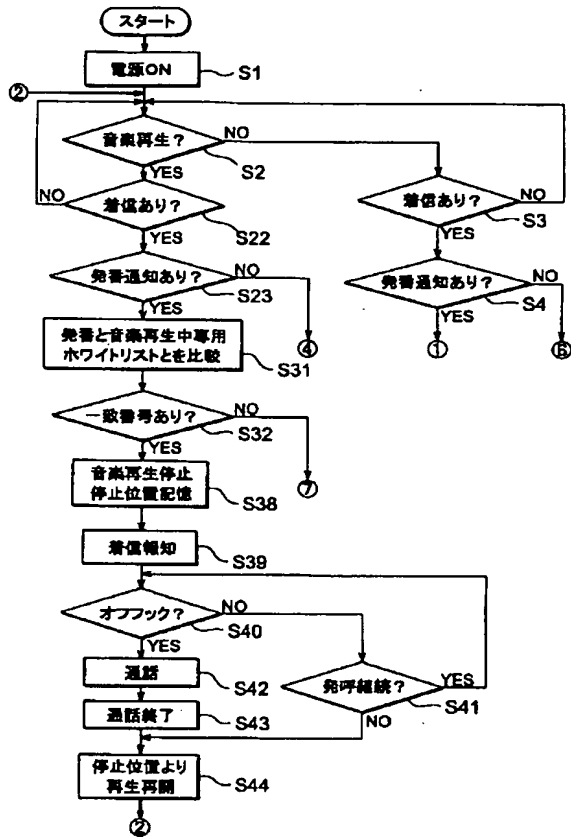 スタート
電源ON
S1
②
音楽再生?
NO
S2
YES
NO
着信あり?
S22
YES
着信あり?
NO
S3
YES
発番通知あり?
NO
S23
YES
発番通知あり?
NO
S4
YES
④
①
⑥
発番と音楽再生中専用
ホワイトリストとを比較
S31
一致番号あり?
NO
S32
YES
⑦
音楽再生停止
停止位置記憶
S38
着信報知
S39
オフフック?
NO
S40
YES
通話
S42
発呼継続?
YES
S41
NO
通話終了
S43
停止位置より
再生再開
S44
②